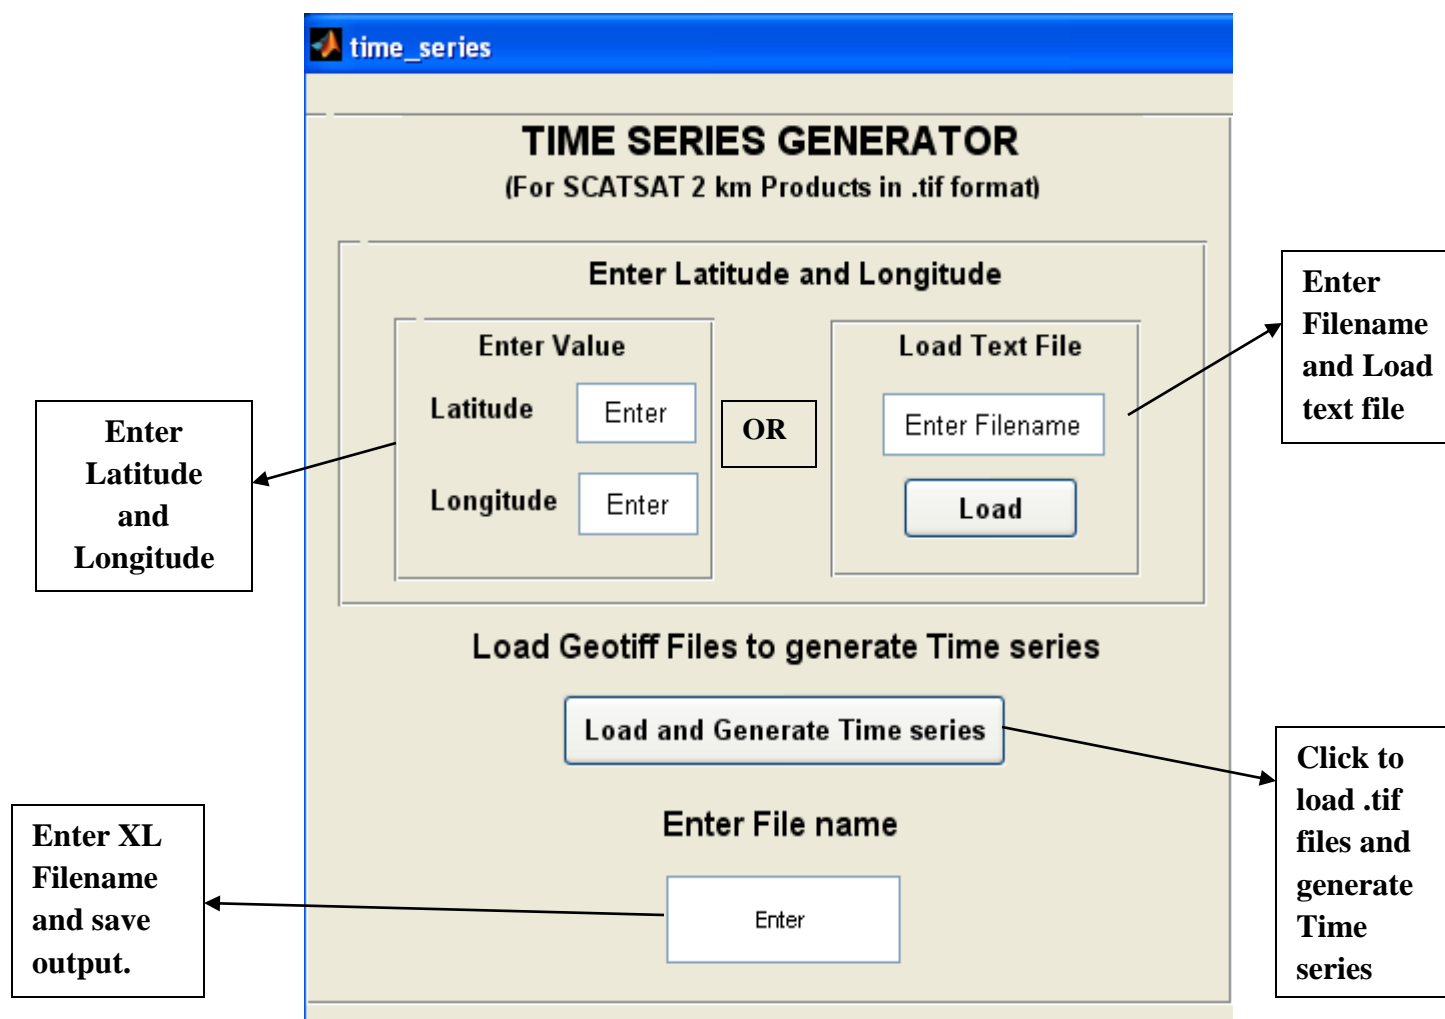 time_series
TIME SERIES GENERATOR
(For SCATSAT 2 km Products in .tif format)
Enter Latitude and Longitude
Enter Value
Latitude
Enter
Longitude
Enter
OR
Load Text File
Enter Filename
Load
Enter
Filename
and Load
text file
Enter
Latitude
and
Longitude
Load Geotiff Files to generate Time series
Load and Generate Time series
Click to
load .tif
files and
generate
Time
series
Enter File name
Enter
Enter XL
Filename
and save
output.